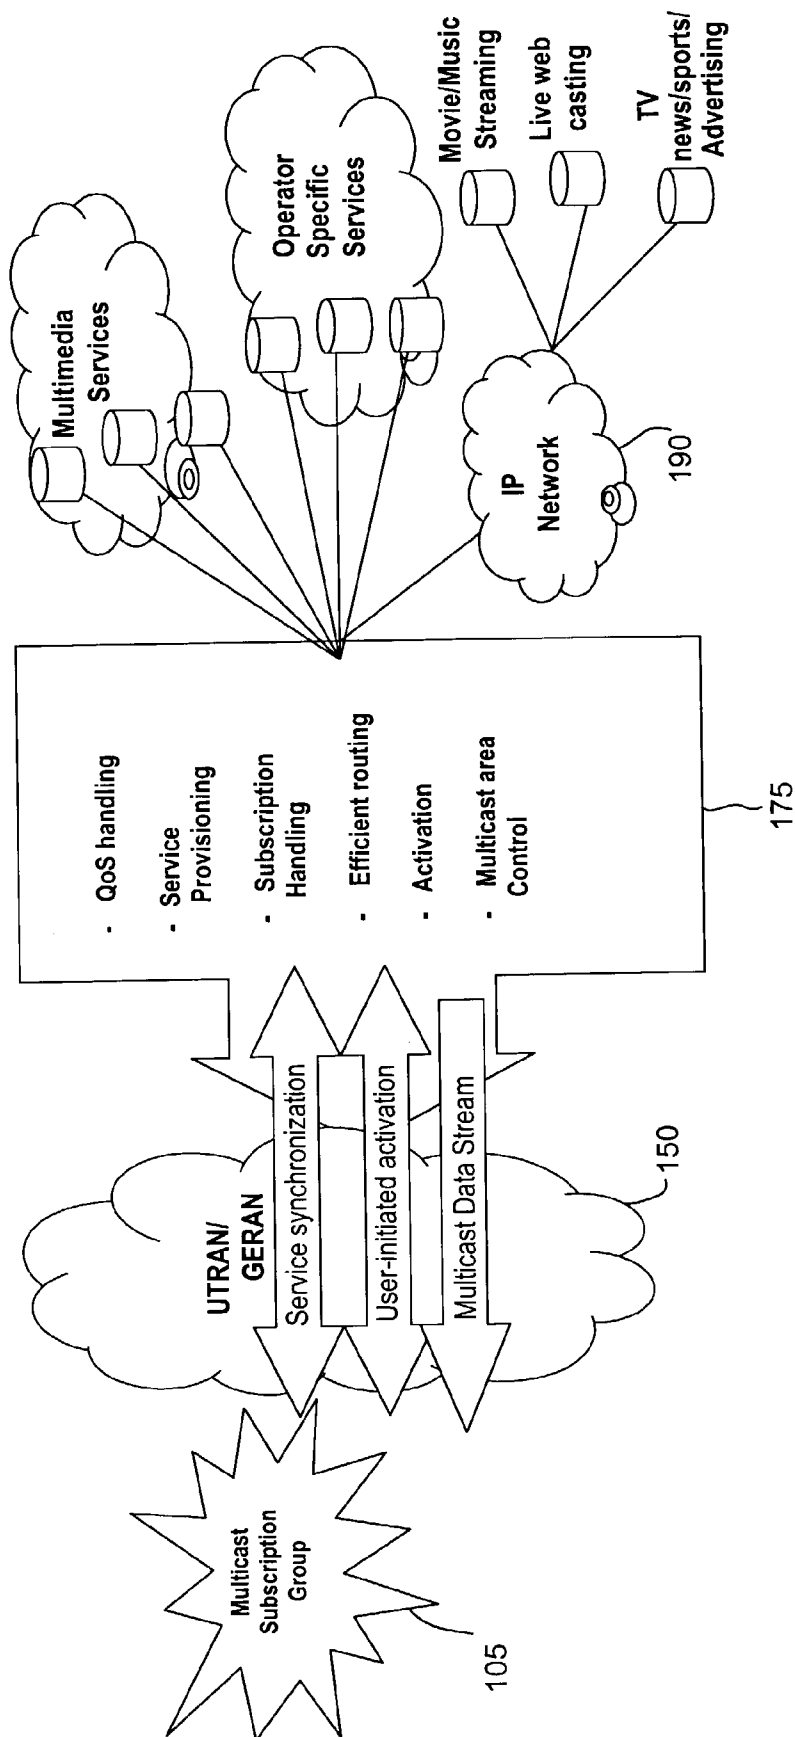 Multicast
Subscription
Group
105
UTRAN/
GERAN
Service synchronization
User-initiated activation
Multicast Data Stream
150
- QoS handling
- Service
Provisioning
- Subscription
Handling
- Efficient routing
- Activation
- Multicast area
Control
175
Multimedia
Services
Operator
Specific
Services
IP
Network
190
Movie/Music
Streaming
Live web
casting
TV
news/sports/
Advertising